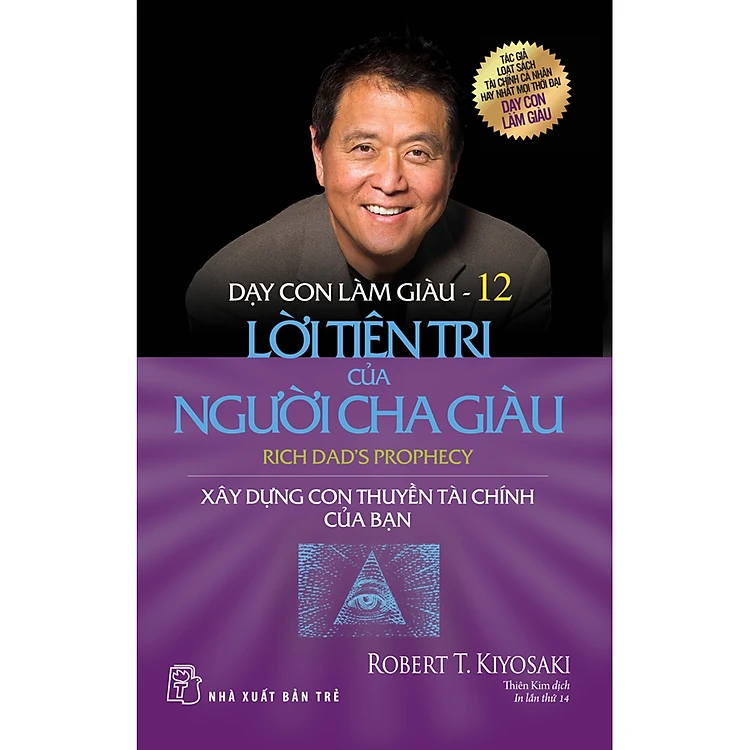 TÁC GIẢ
LOẠT SÁCH
TÀI CHÍNH CÁ NHÂN
HAY NHẤT MỌI THỜI ĐẠI
DẠY CON
LÀM GIÀU
DẠY CON LÀM GIÀU - 12
LỜI TIÊN TRI
CỦA
NGƯỜI CHA GIÀU
RICH DAD'S PROPHECY
XÂY DỰNG CON THUYỀN TÀI CHÍNH
CỦA BẠN
ROBERT T. KIYOSAKI
Thiên Kim dịch
In lần thứ 14
NHÀ XUẤT BẢN TRẺ